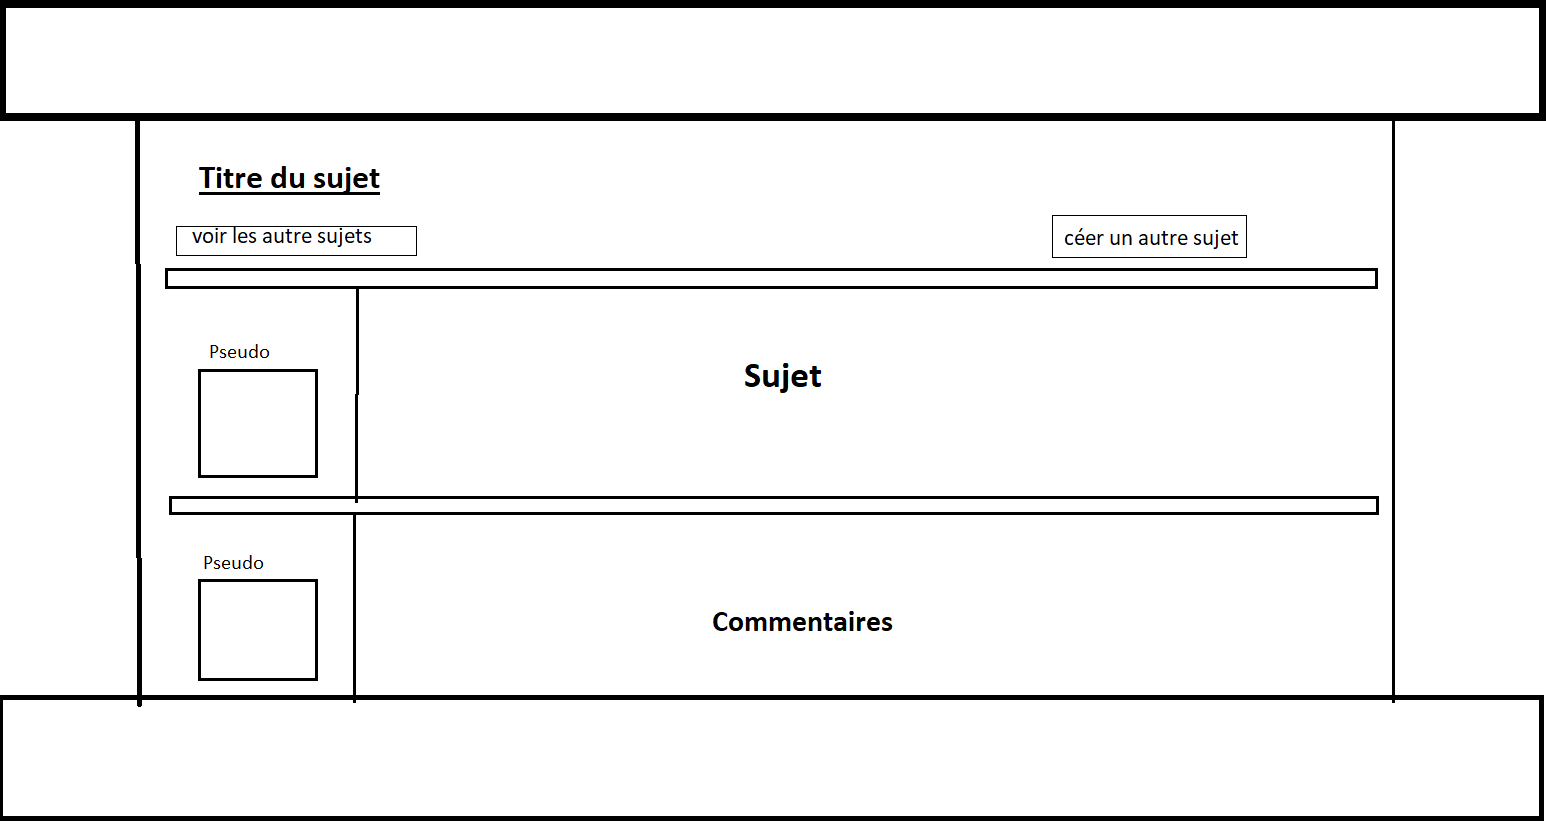 Titre du sujet
voir les autre sujets
céer un autre sujet
Pseudo
Sujet
Pseudo
Commentaires